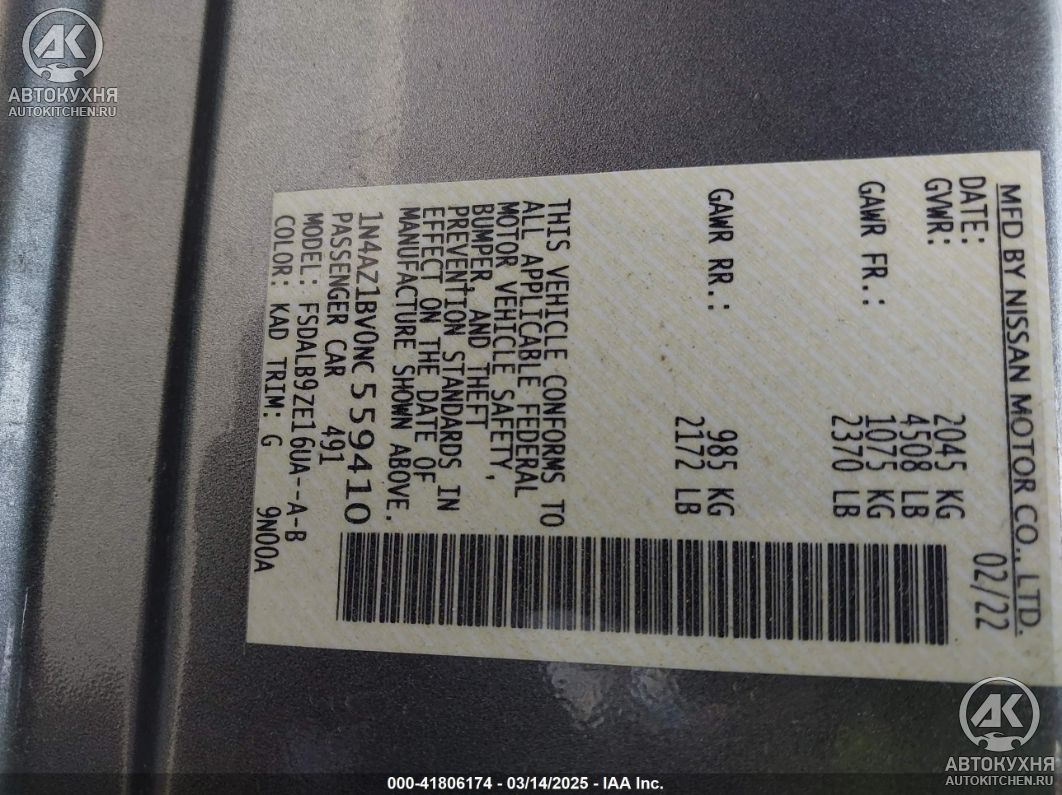 AK
АВТОКУХНЯ
AUTOKITCHEN.RU
MFD BY NISSAN MOTOR CO., LTD.
DATE: 02/22
GVWR: 2045 KG
4508 LB
GAWR FR.: 1075 KG
2370 LB
GAWR RR.: 985 KG
2172 LB
THIS VEHICLE CONFORMS TO
ALL APPLICABLE FEDERAL
MOTOR VEHICLE SAFETY,
BUMPER, AND THEFT
PREVENTION STANDARDS IN
EFFECT ON THE DATE OF
MANUFACTURE SHOWN ABOVE.
1N4AZ1BV0NC559410
PASSENGER CAR 491
MODEL: FSDALB9ZE16UA--A-B
COLOR: KAD TRIM: G 9N00A
AK
АВТОКУХНЯ
AUTOKITCHEN.RU
000-41806174 - 03/14/2025 - IAA Inc.